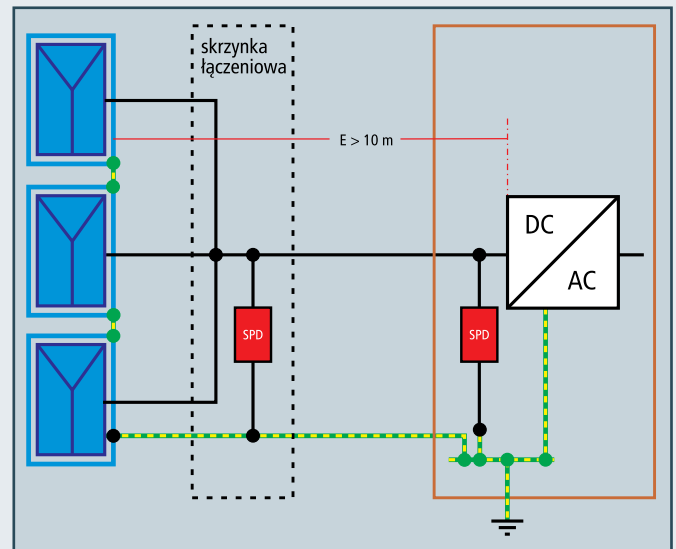 skrzynka
łączeniowa
E > 10 m
DC
AC
SPD
SPD